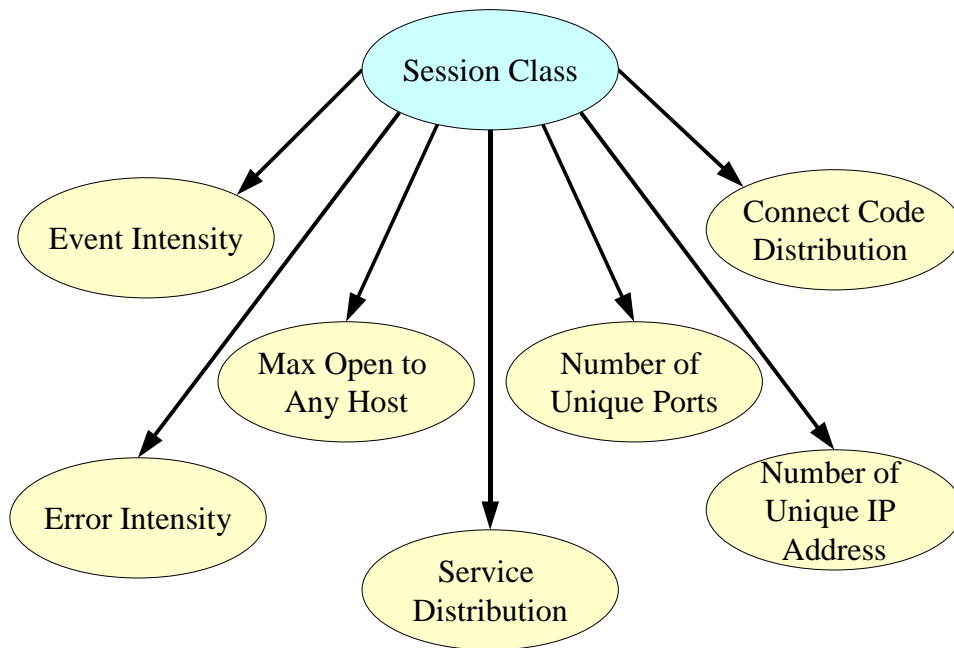 Session Class
Event Intensity
Connect Code
Distribution
Max Open to
Any Host
Number of
Unique Ports
Error Intensity
Number of
Unique IP
Address
Service
Distribution